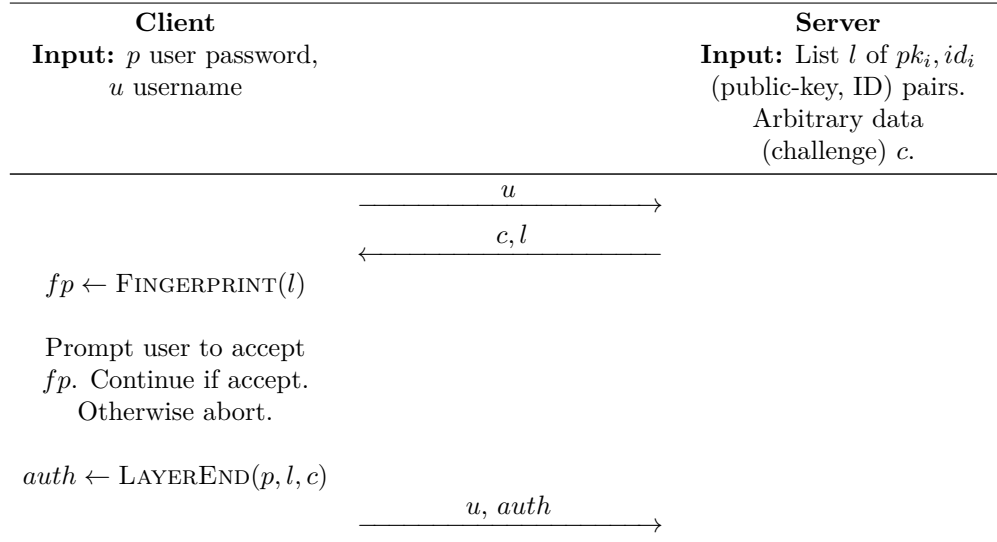 Client
Input: p user password,
u username
Server
Input: List l of pk_i, id_i
(public-key, ID) pairs.
Arbitrary data
(challenge) c.
u
c, l
fp ← FINGERPRINT(l)
Prompt user to accept
fp. Continue if accept.
Otherwise abort.
auth ← LAYEREND(p, l, c)
u, auth